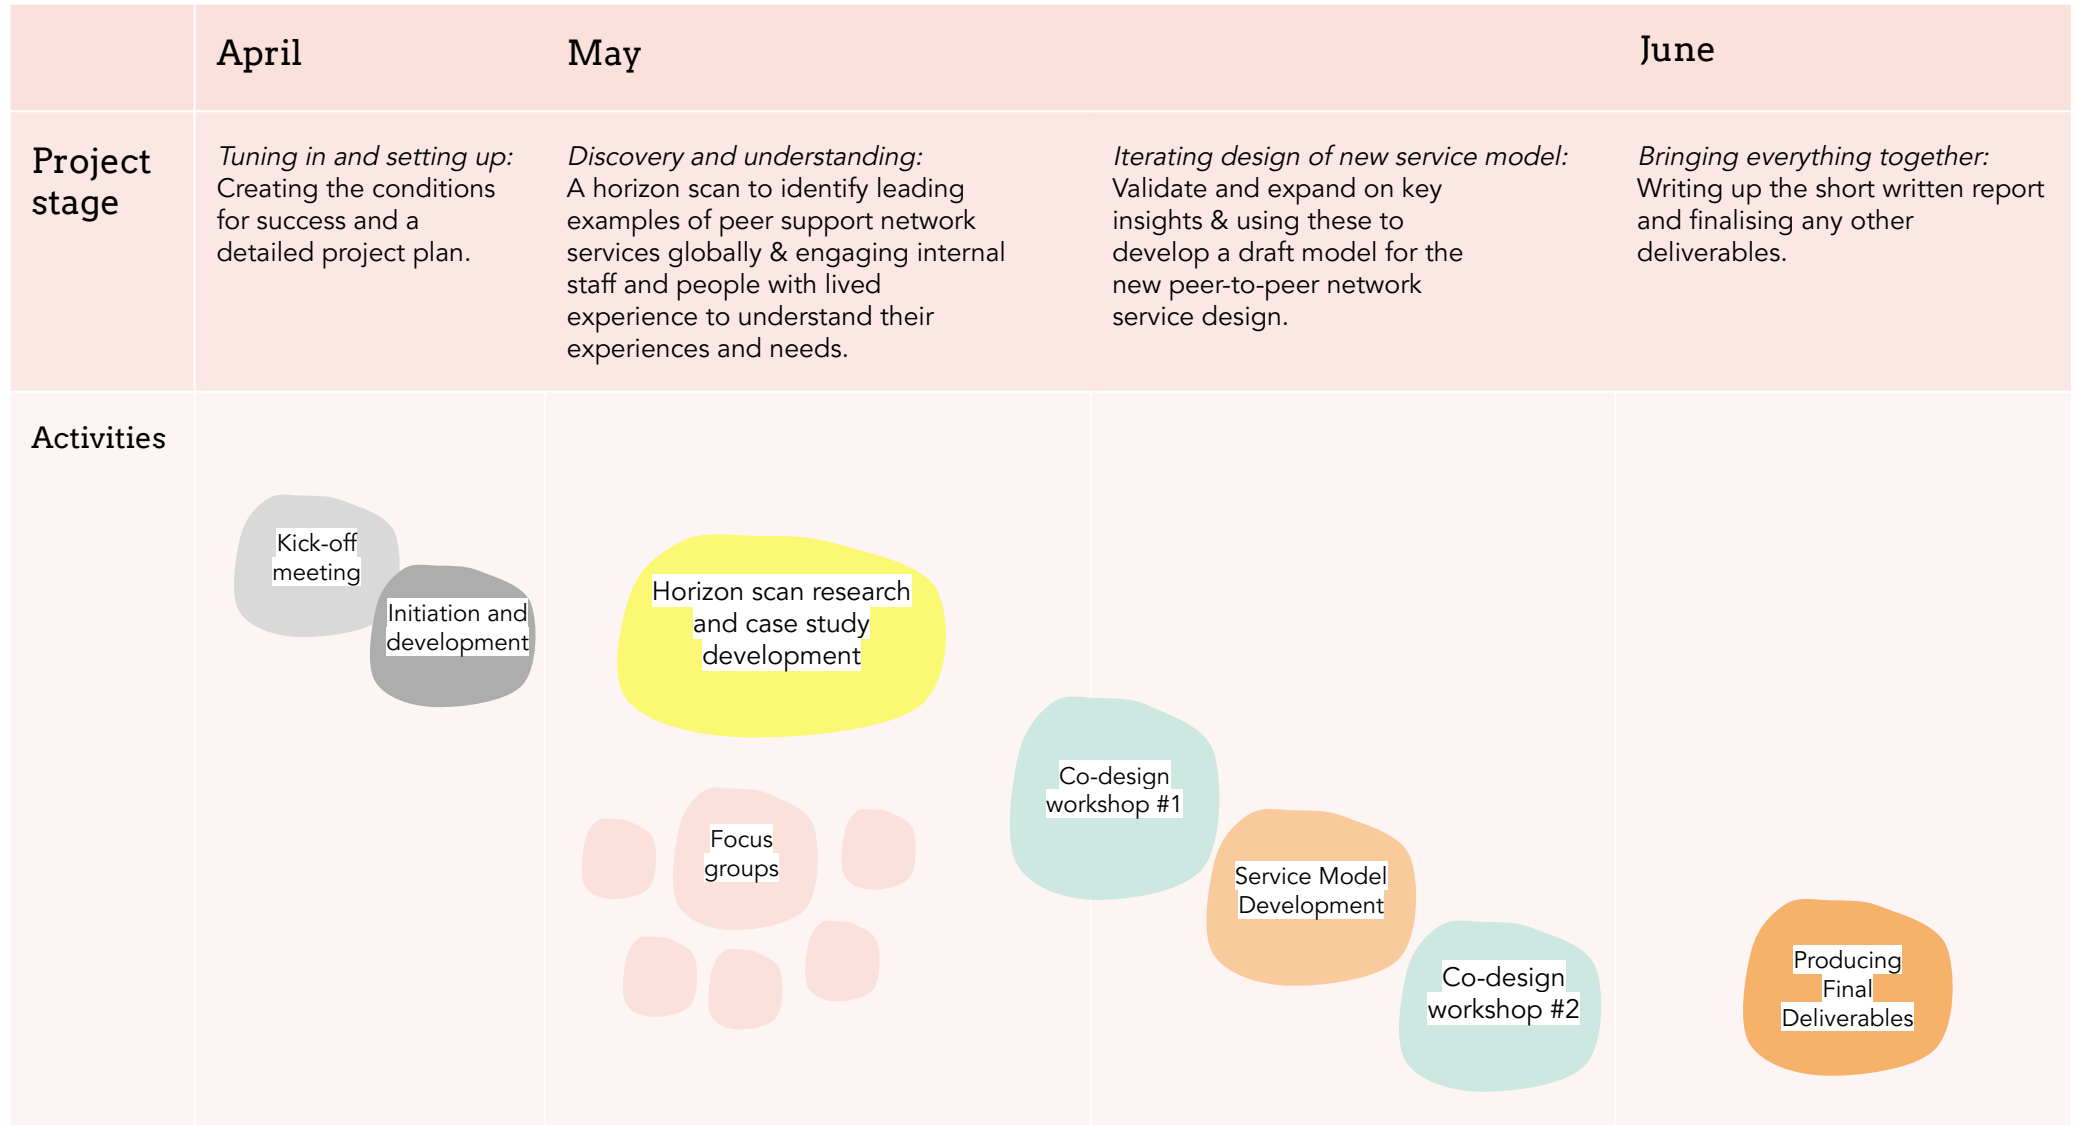 April
May
June
Project
stage
Tuning in and setting up:
Creating the conditions
for success and a
detailed project plan.
Discovery and understanding:
A horizon scan to identify leading
examples of peer support network
services globally & engaging internal
staff and people with lived
experience to understand their
experiences and needs.
Iterating design of new service model:
Validate and expand on key
insights & using these to
develop a draft model for the
new peer-to-peer network
service design.
Bringing everything together:
Writing up the short written report
and finalising any other
deliverables.
Activities
Kick-off
meeting
Initiation and
development
Horizon scan research
and case study
development
Focus
groups
Co-design
workshop #1
Service Model
Development
Co-design
workshop #2
Producing
Final
Deliverables